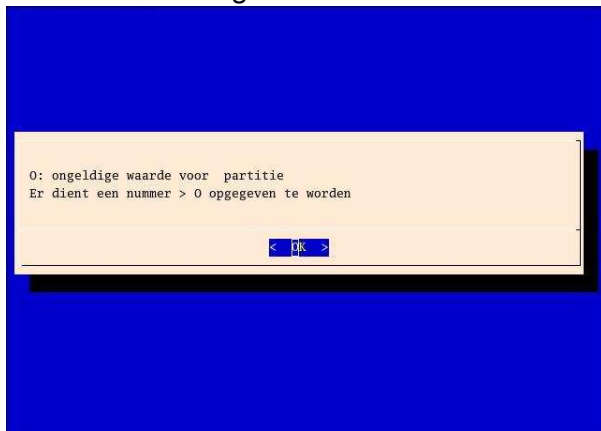 0: ongeldige waarde voor partitie
Er dient een nummer > 0 opgegeven te worden
< OK >